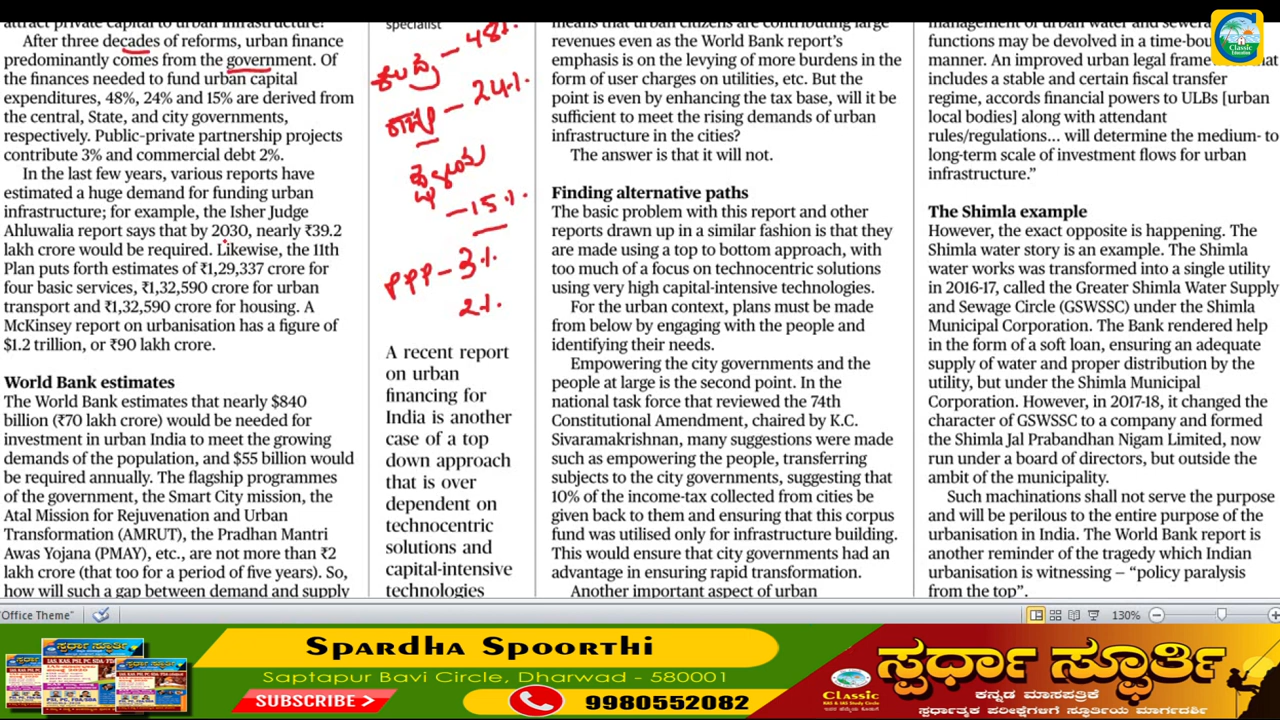 attract private capital to urban infrastructure?
After three decades of reforms, urban finance
predominantly comes from the government. Of
the finances needed to fund urban capital
expenditures, 48%, 24% and 15% are derived from
the central, State, and city governments,
respectively. Public-private partnership projects
contribute 3% and commercial debt 2%.
In the last few years, various reports have
estimated a huge demand for funding urban
infrastructure; for example, the Isher Judge
Ahluwalia report says that by 2030, nearly ₹39.2
lakh crore would be required. Likewise, the 11th
Plan puts forth estimates of ₹1,29,337 crore for
four basic services, ₹1,32,590 crore for urban
transport and ₹1,32,590 crore for housing. A
McKinsey report on urbanisation has a figure of
$1.2 trillion, or ₹90 lakh crore.
World Bank estimates
The World Bank estimates that nearly $840
billion (₹70 lakh crore) would be needed for
investment in urban India to meet the growing
demands of the population, and $55 billion would
be required annually. The flagship programmes
of the government, the Smart City mission, the
Atal Mission for Rejuvenation and Urban
Transformation (AMRUT), the Pradhan Mantri
Awas Yojana (PMAY), etc., are not more than ₹2
lakh crore (that too for a period of five years). So,
how will such a gap between demand and supply
specialist
– 48%
– 24%
– 15%
PPP – 3%
2%
A recent report
on urban
financing for
India is another
case of a top
down approach
that is over
dependent on
technocentric
solutions and
capital-intensive
technologies
means that urban citizens are contributing large
revenues even as the World Bank report’s
emphasis is on the levying of more burdens in the
form of user charges on utilities, etc. But the
point is even by enhancing the tax base, will it be
sufficient to meet the rising demands of urban
infrastructure in the cities?
The answer is that it will not.
Finding alternative paths
The basic problem with this report and other
reports drawn up in a similar fashion is that they
are made using a top to bottom approach, with
too much of a focus on technocentric solutions
using very high capital-intensive technologies.
For the urban context, plans must be made
from below by engaging with the people and
identifying their needs.
Empowering the city governments and the
people at large is the second point. In the
national task force that reviewed the 74th
Constitutional Amendment, chaired by K.C.
Sivaramakrishnan, many suggestions were made
such as empowering the people, transferring
subjects to the city governments, suggesting that
10% of the income-tax collected from cities be
given back to them and ensuring that this corpus
fund was utilised only for infrastructure building.
This would ensure that city governments had an
advantage in ensuring rapid transformation.
Another important aspect of urban
management of urban water and
functions may be devolved in a
manner. An improved urban legal
includes a stable and certain fiscal transfer
regime, accords financial powers to ULBs [urban
local bodies] along with attendant
rules/regulations... will determine the medium- to
long-term scale of investment flows for urban
infrastructure.”
The Shimla example
However, the exact opposite is happening. The
Shimla water story is an example. The Shimla
water works was transformed into a single utility
in 2016-17, called the Greater Shimla Water Supply
and Sewage Circle (GSWSSC) under the Shimla
Municipal Corporation. The Bank rendered help
in the form of a soft loan, ensuring an adequate
supply of water and proper distribution by the
utility, but under the Shimla Municipal
Corporation. However, in 2017-18, it changed the
character of GSWSSC to a company and formed
the Shimla Jal Prabandhan Nigam Limited, now
run under a board of directors, but outside the
ambit of the municipality.
Such machinations shall not serve the purpose
and will be perilous to the entire purpose of the
urbanisation in India. The World Bank report is
another reminder of the tragedy which Indian
urbanisation is witnessing – “policy paralysis
from the top”.
Classic
"Office Theme"
130%
Spardha Spoorthi
Saptapur Bavi Circle, Dharwad - 580001
SUBSCRIBE
9980552082
ಸ್ಪರ್ಧಾ ಸ್ಫೂರ್ತಿ
ಕನ್ನಡ ಮಾಸಪತ್ರಿಕೆ
ಸ್ಪರ್ಧಾತ್ಮಕ ಪರೀಕ್ಷೆಗಳಿಗೆ ಸ್ಫೂರ್ತಿದಾಯಕ ಮಾರ್ಗದರ್ಶಿ
Classic
KAS & IAS Study Circle